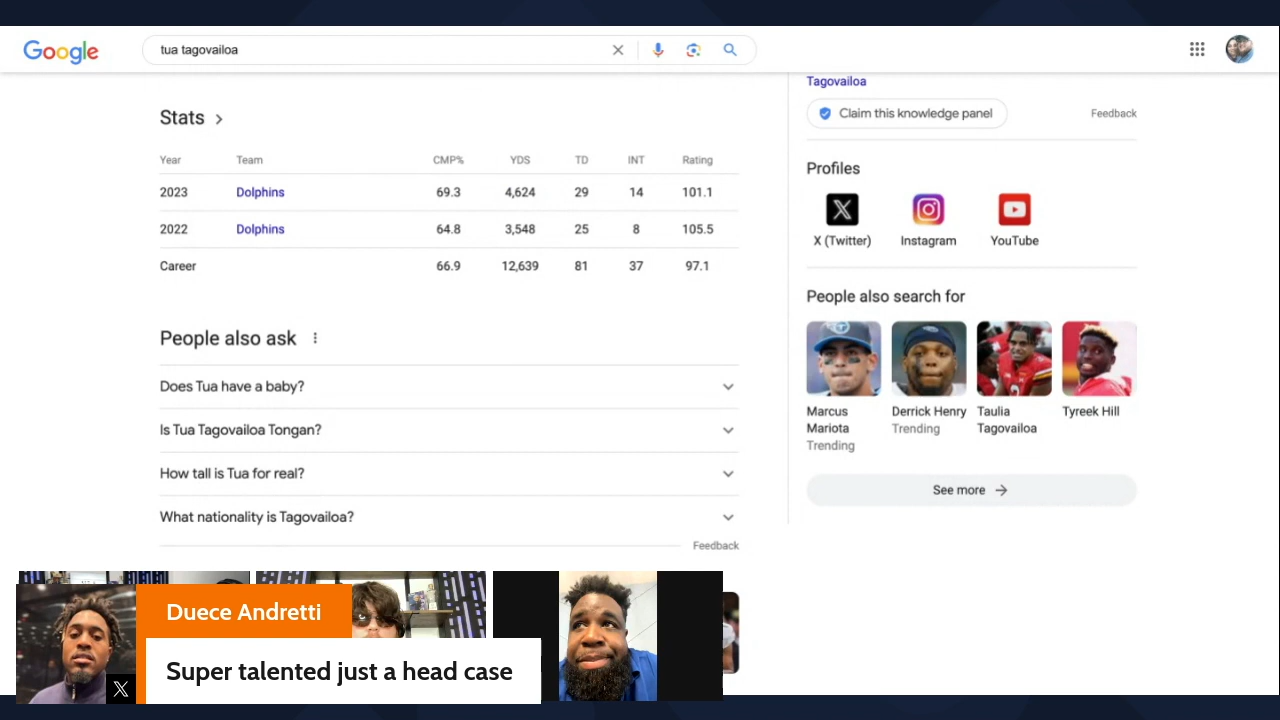 Google
tua tagovailoa
Tagovailoa
Claim this knowledge panel
Feedback
Stats
Year Team CMP% YDS TD INT Rating
2023 Dolphins 69.3 4,624 29 14 101.1
2022 Dolphins 64.8 3,548 25 8 105.5
Career 66.9 12,639 81 37 97.1
People also ask
Does Tua have a baby?
Is Tua Tagovailoa Tongan?
How tall is Tua for real?
What nationality is Tagovailoa?
Feedback
Profiles
X (Twitter) Instagram YouTube
People also search for
Marcus Mariota
Trending
Derrick Henry
Trending
Taulia Tagovailoa
Tyreek Hill
See more
Duece Andretti
Super talented just a head case